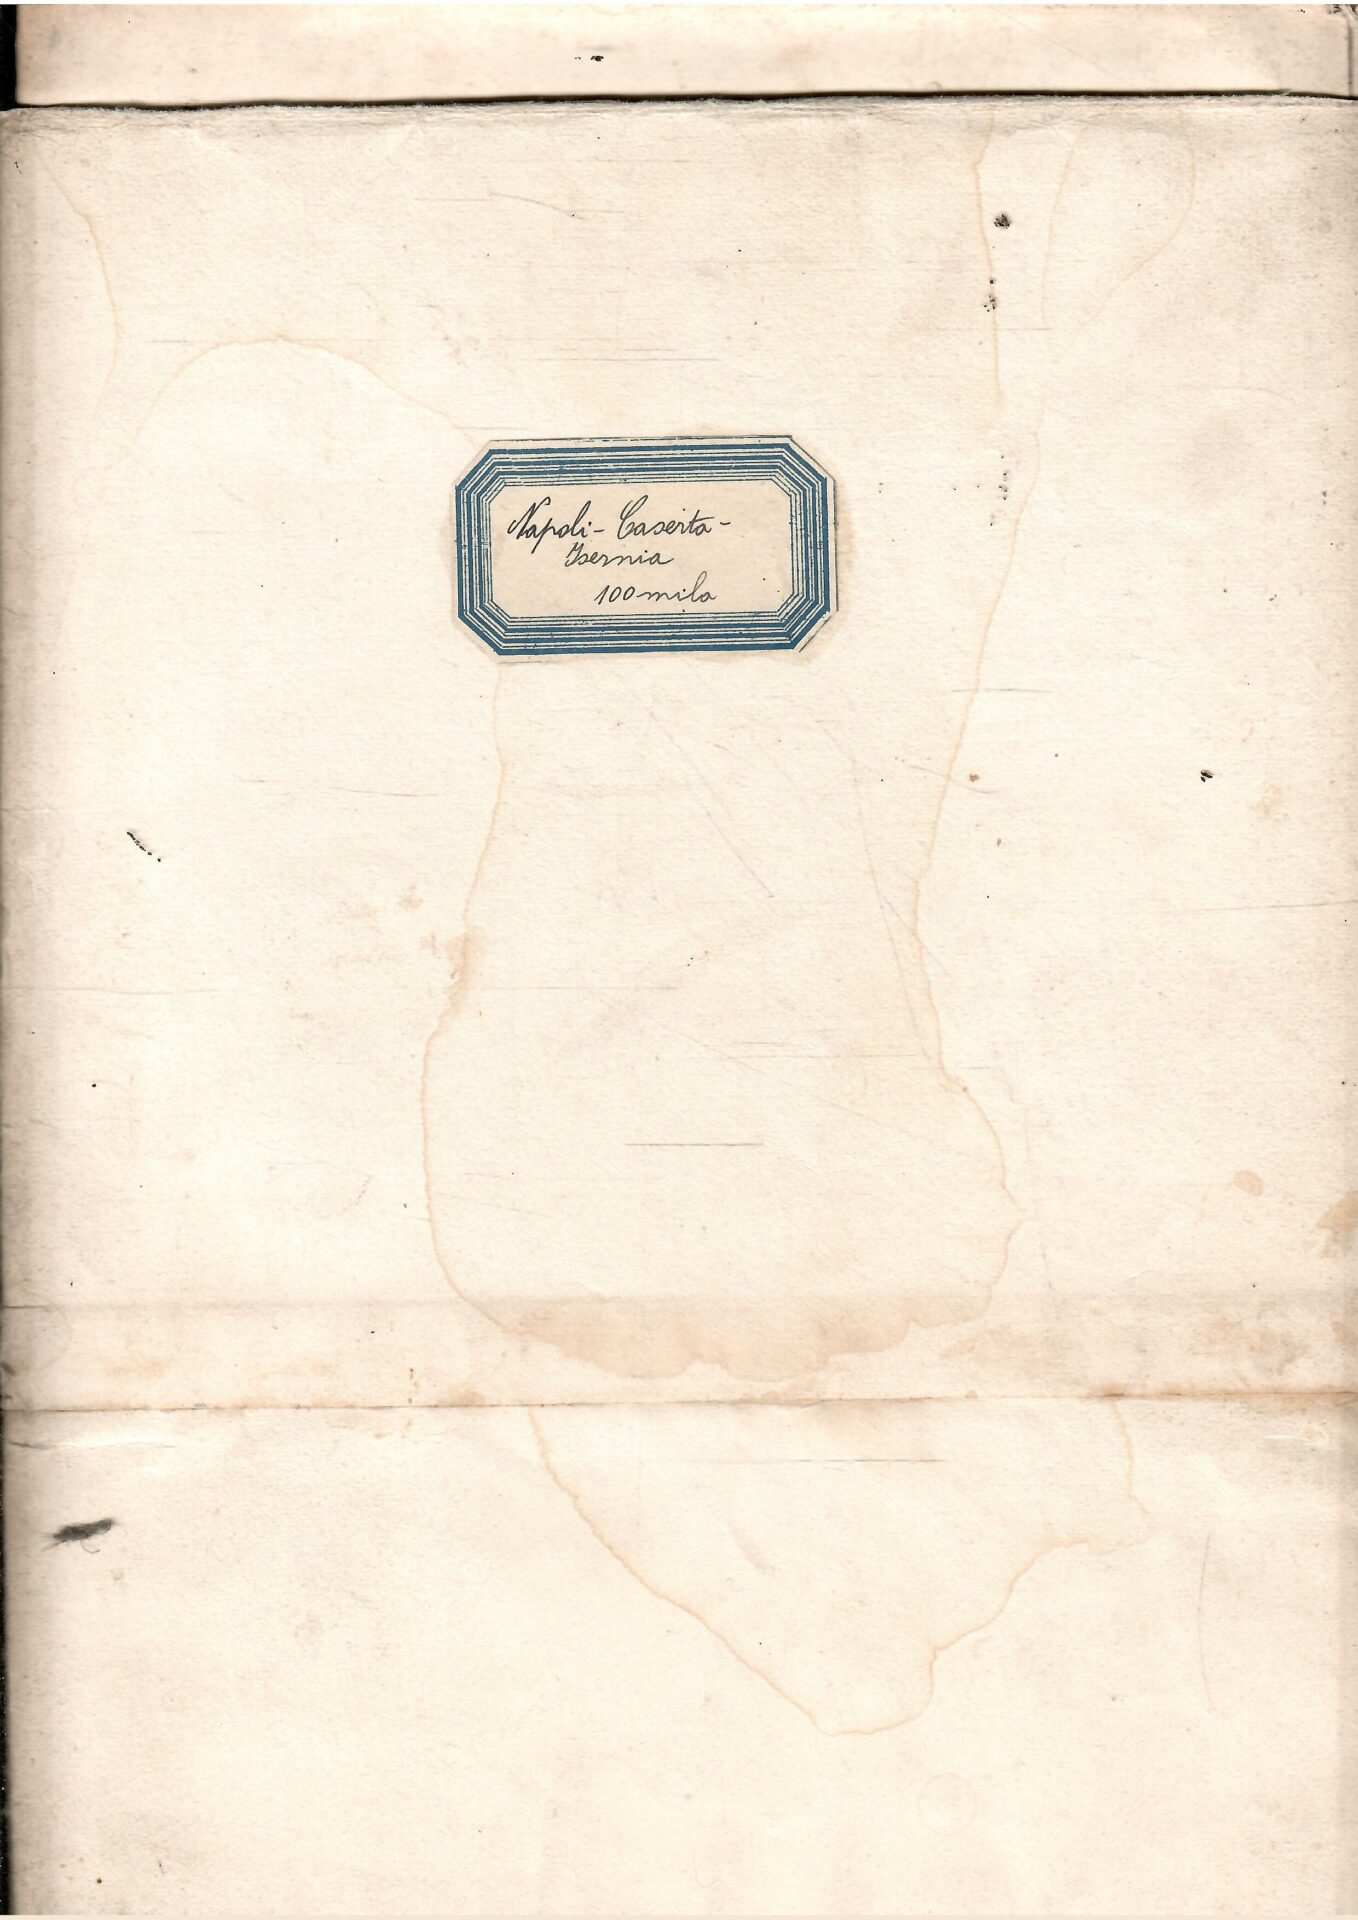 Napoli - Caserta -
Isernia
100 mila